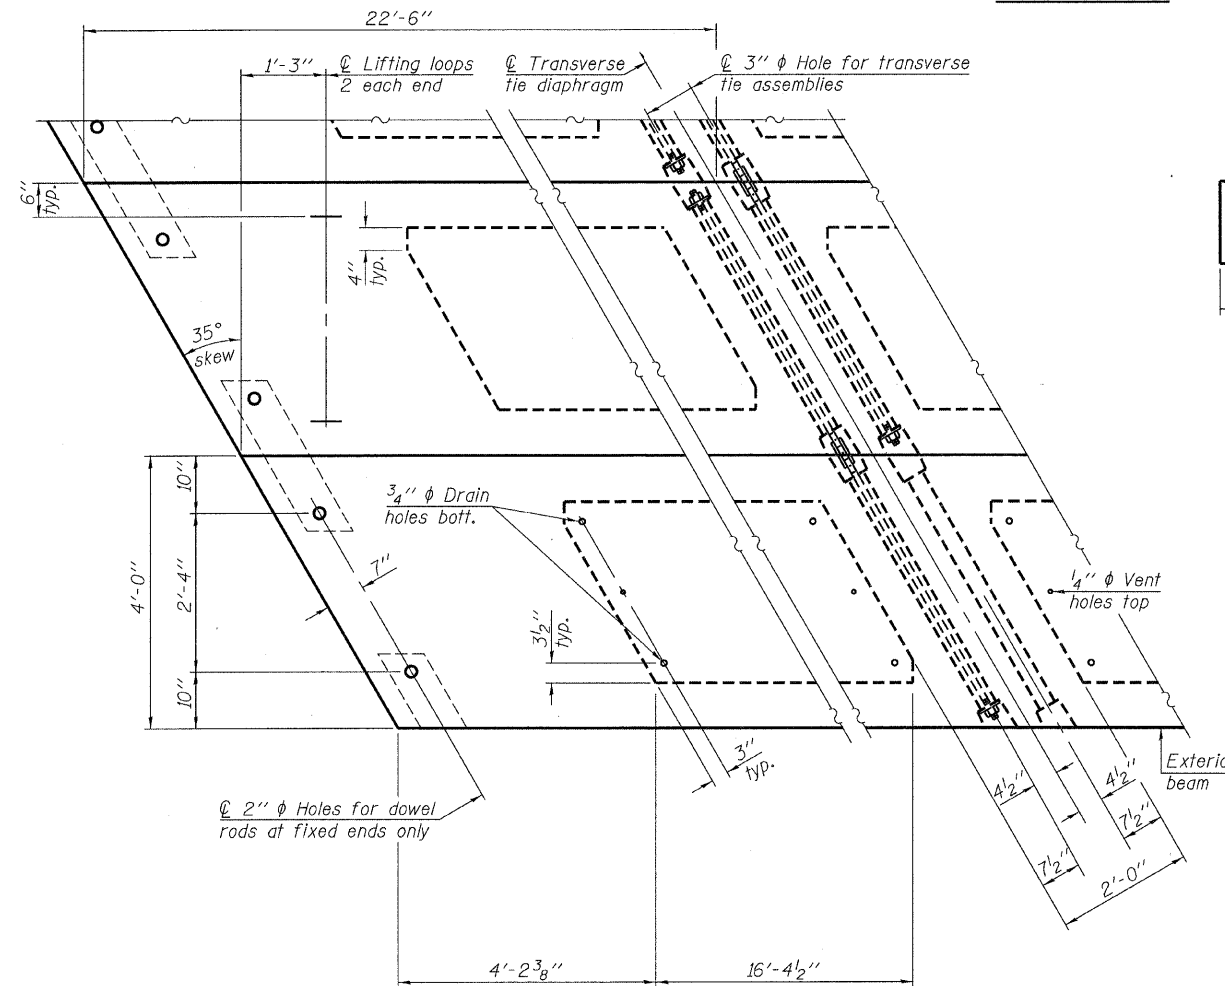 22'-6"
1'-3"
℄ Lifting loops
2 each end
℄ Transverse
tie diaphragm
℄ 3" φ Hole for transverse
tie assemblies
6"
typ.
4"
typ.
35°
skew
10"
4'-0"
2'-4"
10"
7"
3/4" φ Drain
holes bott.
3 1/2"
typ.
1/4" φ Vent
holes top
3"
typ.
℄ 2" φ Holes for dowel
rods at fixed ends only
4 1/2"
7 1/2"
4 1/2"
7 1/2"
2'-0"
beam
4'-2 3/8"
16'-4 1/2"